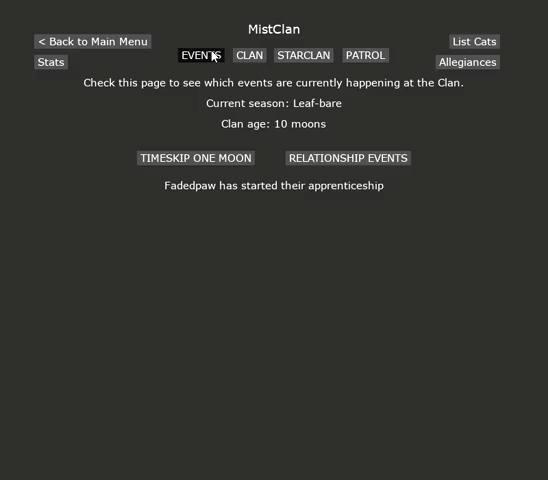 MistClan
< Back to Main Menu
List Cats
EVENTS CLAN STARCLAN PATROL
Stats
Allegiances
Check this page to see which events are currently happening at the Clan.
Current season: Leaf-bare
Clan age: 10 moons
TIMESKIP ONE MOON RELATIONSHIP EVENTS
Fadedpaw has started their apprenticeship